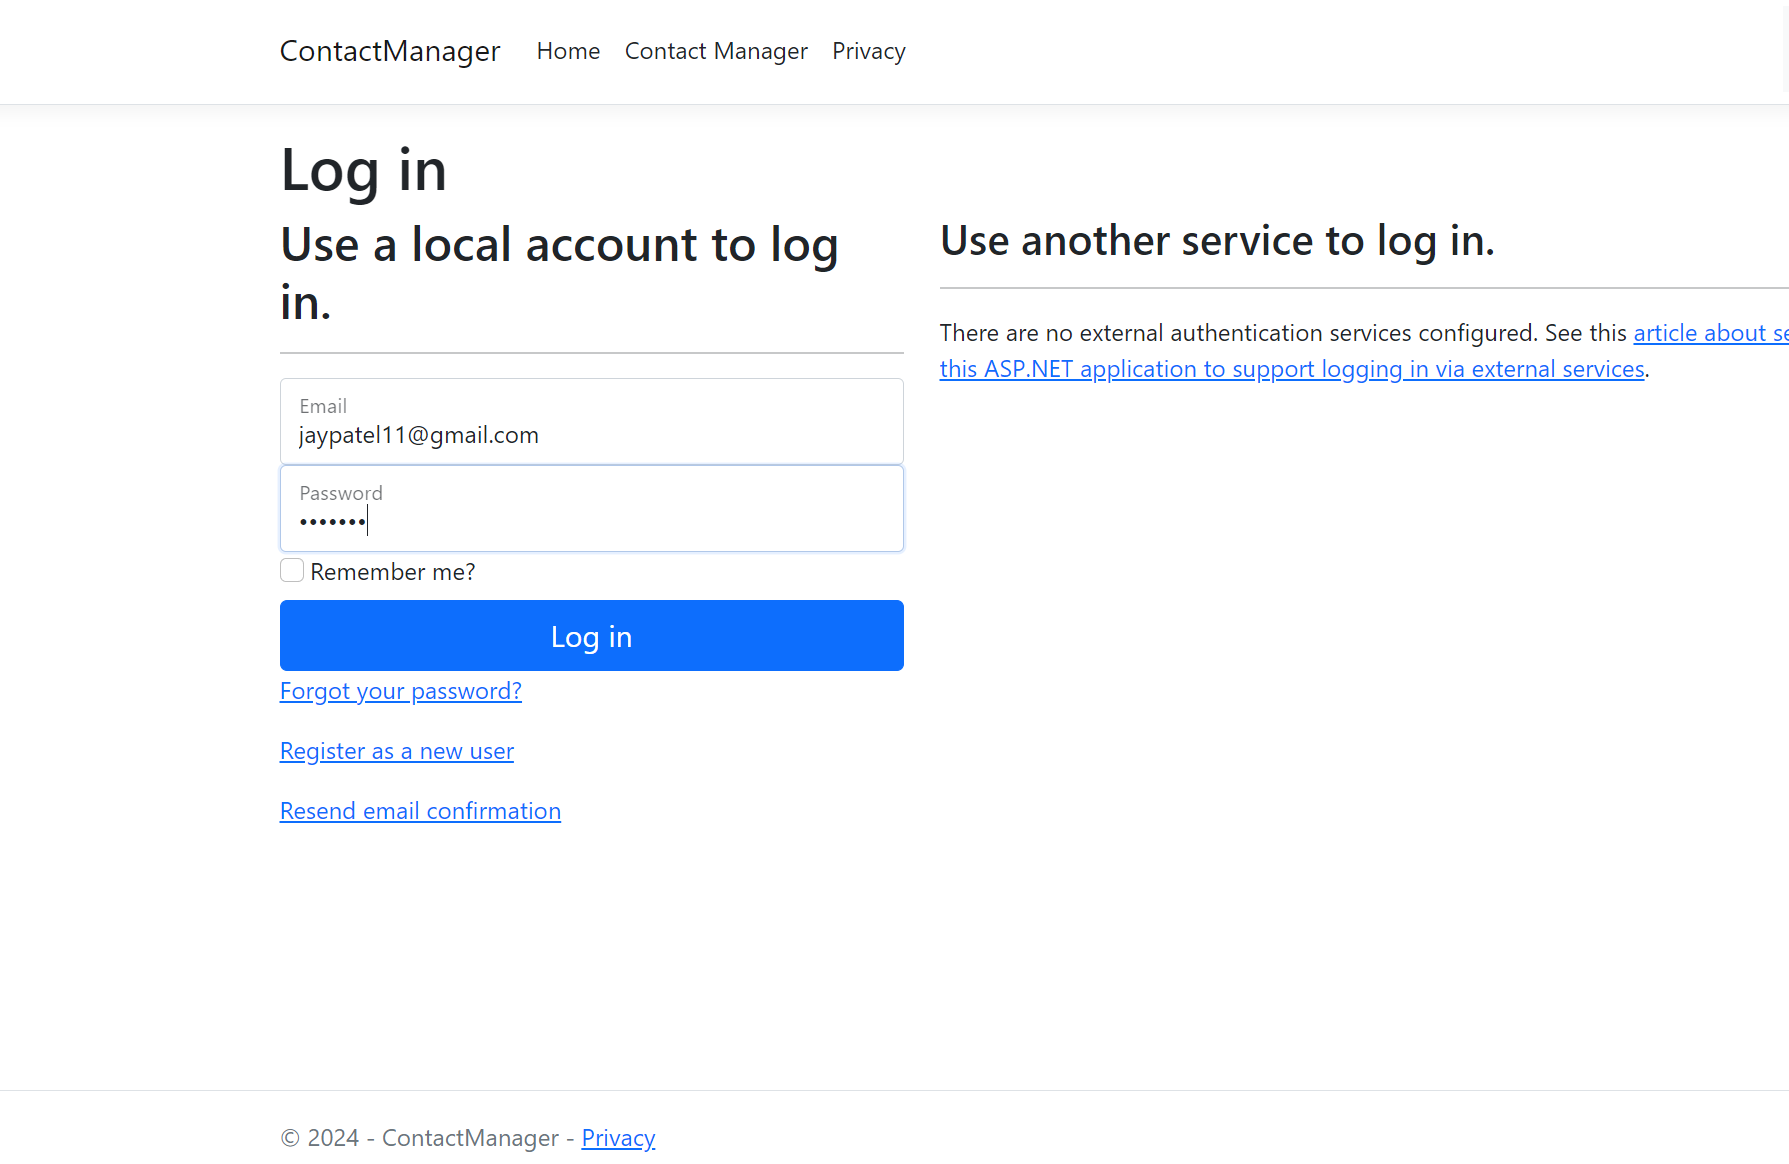 ContactManager Home Contact Manager Privacy
Log in
Use a local account to log
in.
Email
jaypatel11@gmail.com
Password
•••••••
Remember me?
Log in
Forgot your password?
Register as a new user
Resend email confirmation
Use another service to log in.
There are no external authentication services configured. See this article about
this ASP.NET application to support logging in via external services.
© 2024 - ContactManager - Privacy